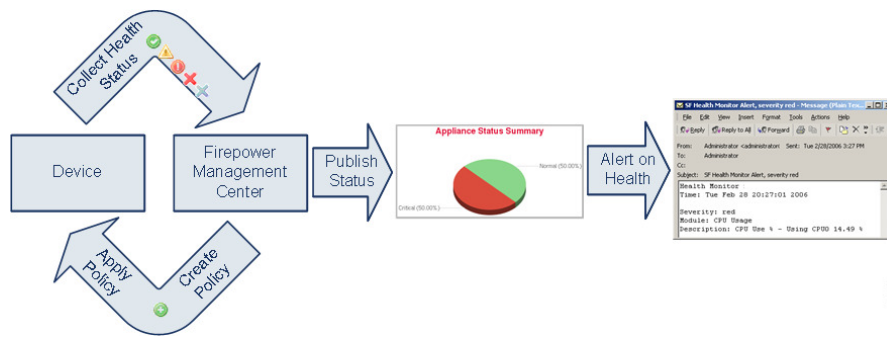 Collect Health
Status
Device
Firepower
Management
Center
Apply
Policy
Create
Policy
Publish
Status
Appliance Status Summary
Normal (50.00%)
Critical (50.00%)
Alert on
Health
SF Health Monitor Alert, severity red - Message (Plain Tex...
File Edit View Insert Format Tools Actions Help
Reply Reply to All Forward
From: Administrator <administrator> Sent: Tue 2/28/2006 3:27 PM
To: Administrator
Cc:
Subject: SF Health Monitor Alert, severity red
Health Monitor
Time: Tue Feb 28 20:27:01 2006
Severity: red
Module: CPU Usage
Description: CPU Use % - Using CPU0 14.49 %